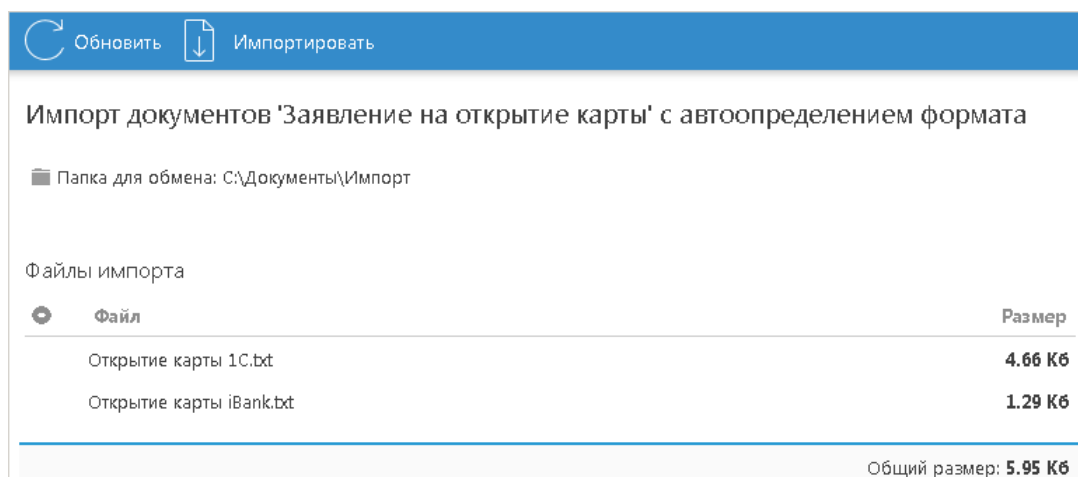 Обновить Импортировать
Импорт документов 'Заявление на открытие карты' с автоопределением формата
Папка для обмена: C:\Документы\Импорт
Файлы импорта
Файл Размер
Открытие карты 1С.txt 4.66 Кб
Открытие карты iBank.txt 1.29 Кб
Общий размер: 5.95 Кб